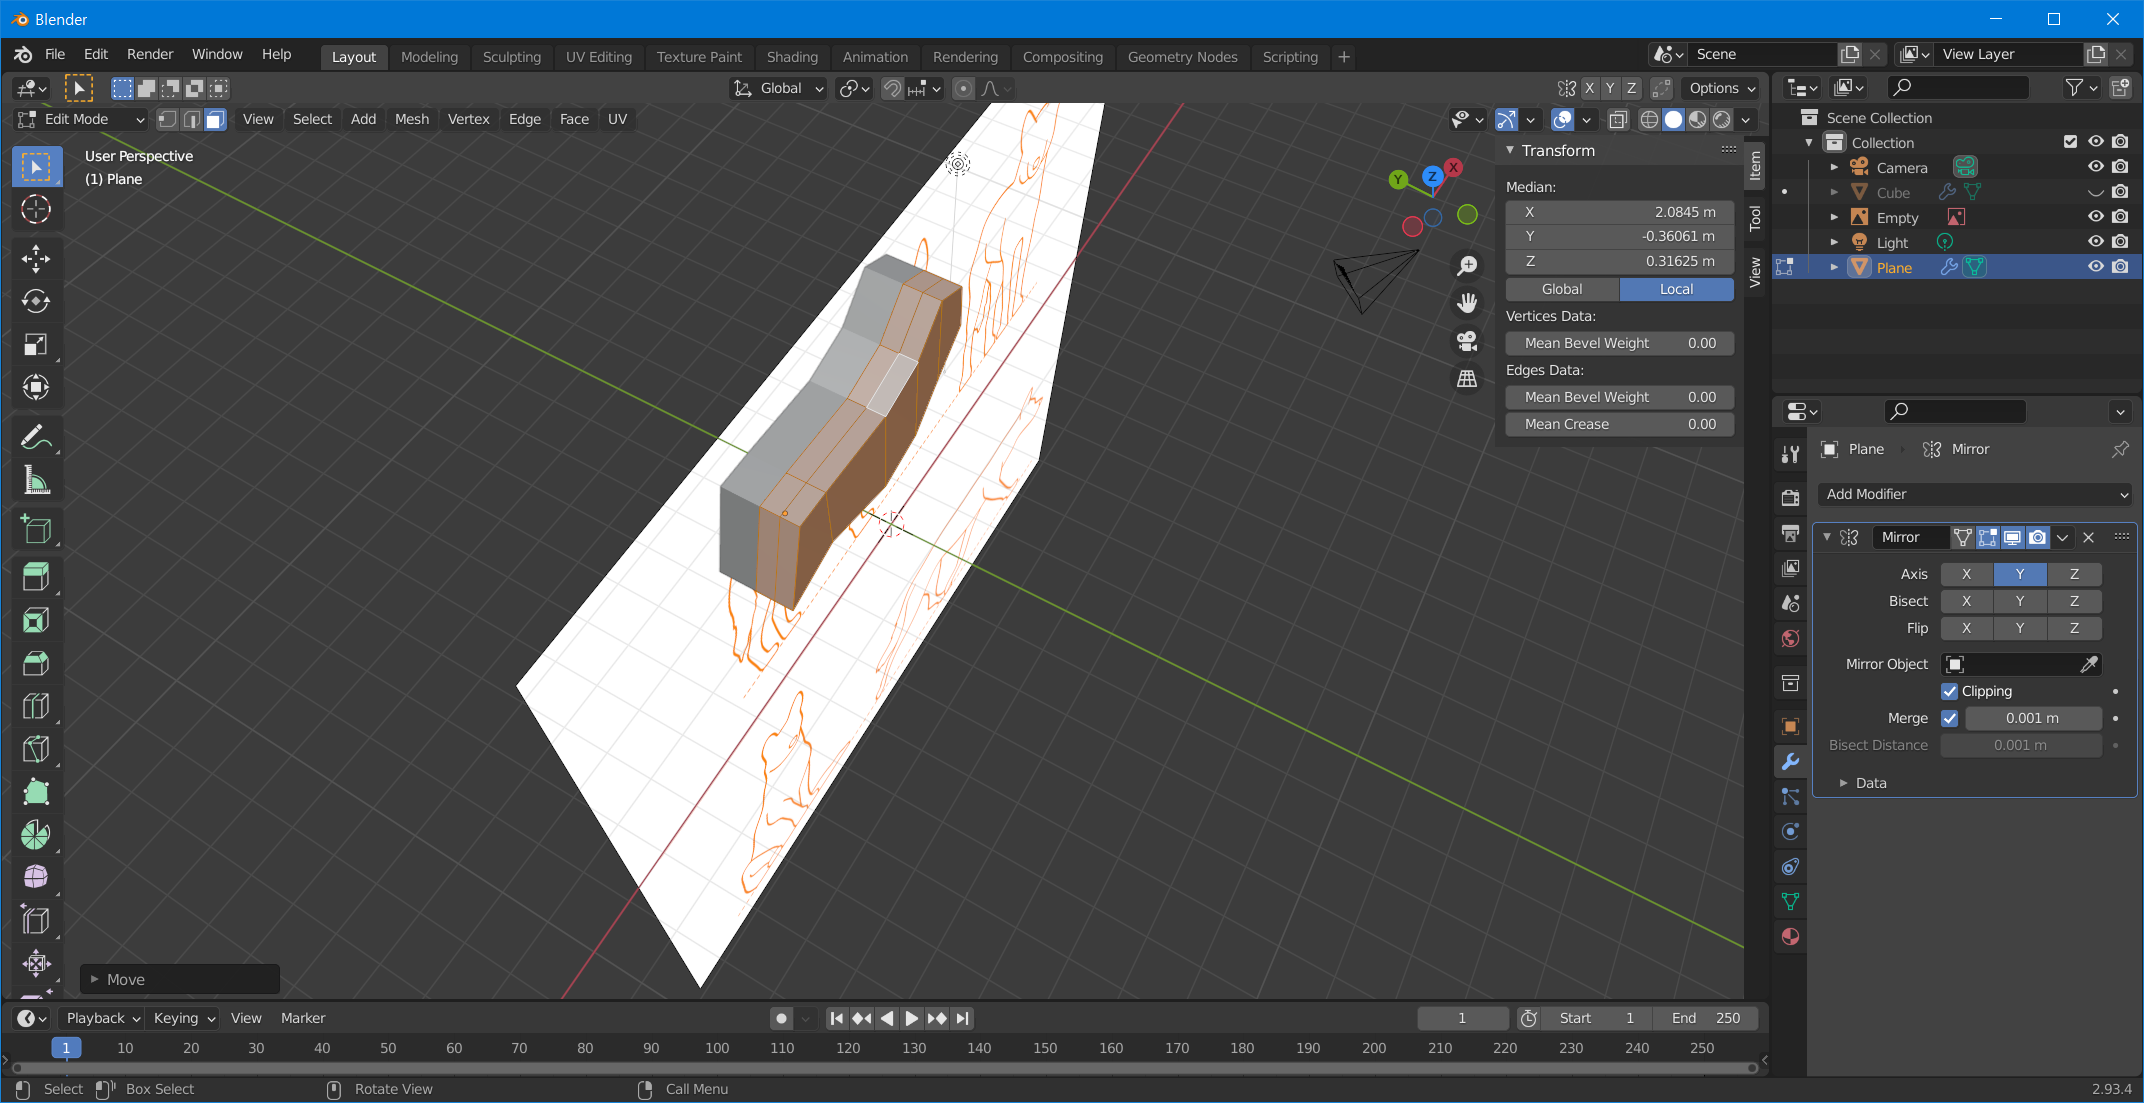 Blender
File Edit Render Window Help Layout Modeling Sculpting UV Editing Texture Paint Shading Animation Rendering Compositing Geometry Nodes Scripting + Scene View Layer
Global X Y Z Options
Edit Mode View Select Add Mesh Vertex Edge Face UV
User Perspective
(1) Plane
X Y Z
Transform
Median:
X 2.0845 m
Y -0.36061 m
Z 0.31625 m
Global Local
Vertices Data:
Mean Bevel Weight 0.00
Edges Data:
Mean Bevel Weight 0.00
Mean Crease 0.00
Item
Tool
View
Scene Collection
Collection
Camera
Cube
Empty
Light
Plane
Plane Mirror
Add Modifier
Mirror
Axis X Y Z
Bisect X Y Z
Flip X Y Z
Mirror Object
Clipping
Merge 0.001 m
Bisect Distance 0.001 m
Data
Move
Playback Keying View Marker 1 Start 1 End 250
1 10 20 30 40 50 60 70 80 90 100 110 120 130 140 150 160 170 180 190 200 210 220 230 240 250
Select Box Select Rotate View Call Menu 2.93.4